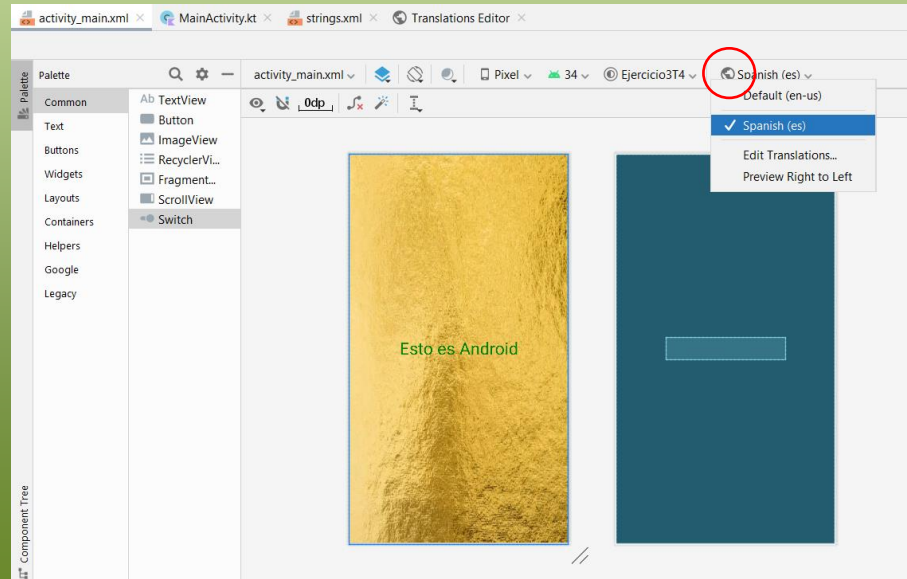 activity_main.xml MainActivity.kt strings.xml Translations Editor
Palette
Palette
activity_main.xml Pixel 34 Ejercicio3T4 Spanish (es)
Common
Text
Buttons
Widgets
Layouts
Containers
Helpers
Google
Legacy
Ab TextView
Button
ImageView
RecyclerVi...
Fragment...
ScrollView
Switch
0dp
Default (en-us)
Spanish (es)
Edit Translations...
Preview Right to Left
Esto es Android
Component Tree